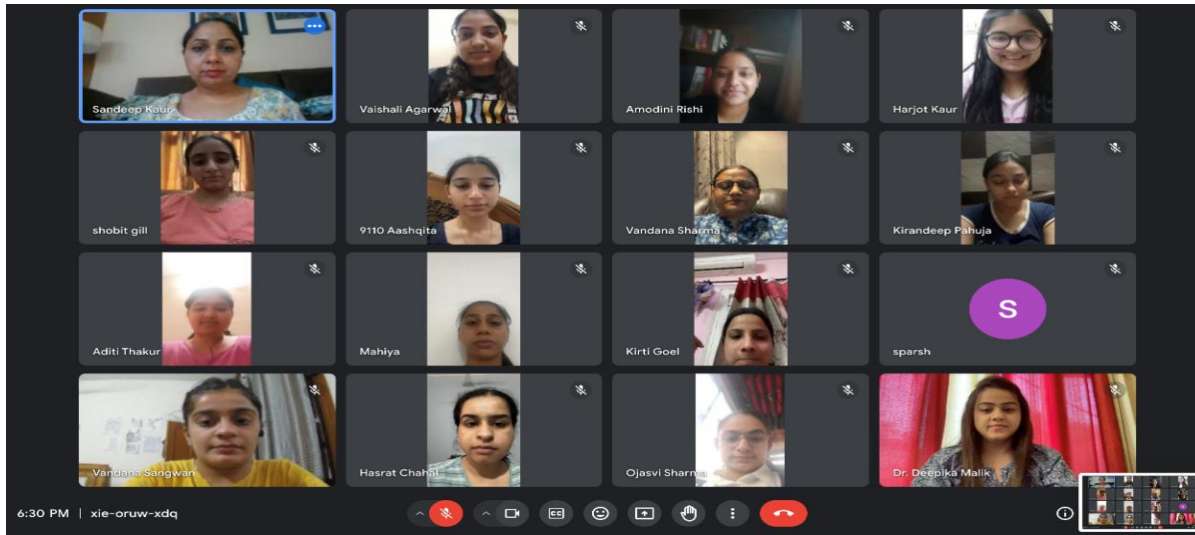 Sandeep Kaur
Vaishali Agarwal
Amodini Rishi
Harjot Kaur
shobit gill
9110 Aashqita
Vandana Sharma
Kirandeep Pahuja
Aditi Thakur
Mahiya
Kirti Goel
S
sparsh
Vandana Sangwan
Hasrat Chahal
Ojasvi Sharma
Dr. Deepika Malik
6:30 PM | xie-oruw-xdq
CC